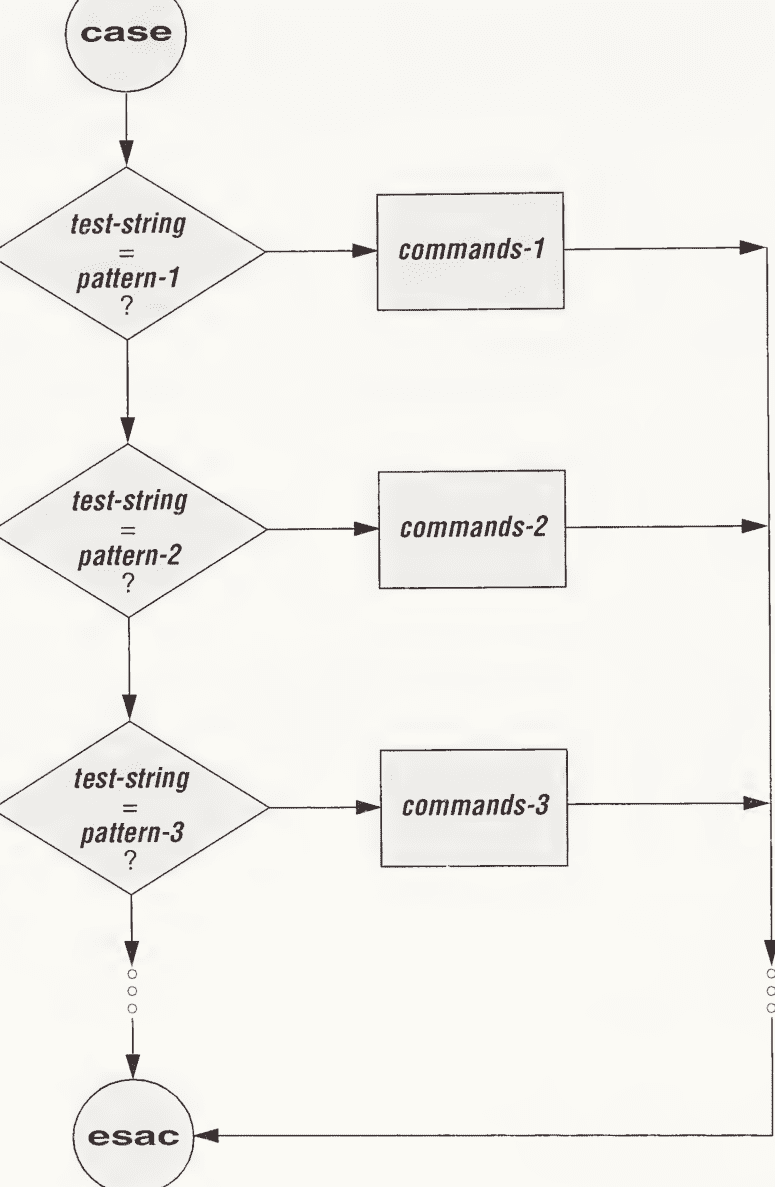 case
test-string
=
pattern-1
?
commands-1
test-string
=
pattern-2
?
commands-2
test-string
=
pattern-3
?
commands-3
esac